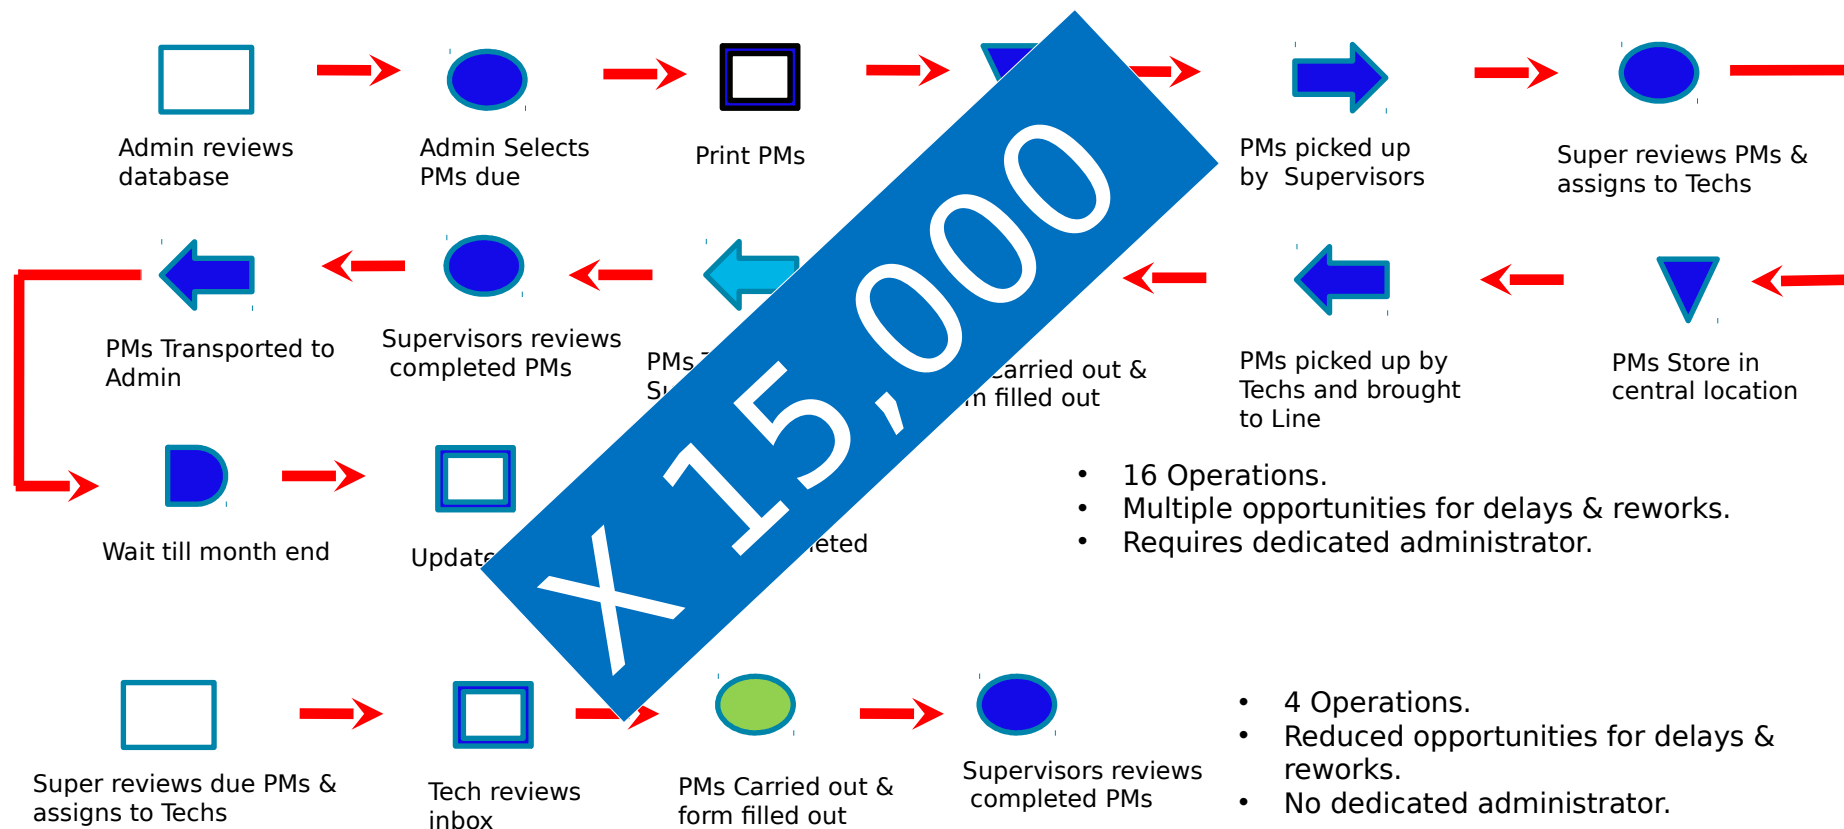 Admin reviews
database
Admin Selects
PMs due
Print PMs
PMs picked up
by  Supervisors
Super reviews PMs &
assigns to Techs
PMs Transported to
Admin
Supervisors reviews
completed PMs
PMs
Carried out &
filled out
PMs picked up by
Techs and brought
to Line
PMs Store in
central location
X 15,000
Wait till month end
Update
• 16 Operations.
• Multiple opportunities for delays & reworks.
• Requires dedicated administrator.
Super reviews due PMs &
assigns to Techs
Tech reviews
inbox
PMs Carried out &
form filled out
Supervisors reviews
completed PMs
• 4 Operations.
• Reduced opportunities for delays &
reworks.
• No dedicated administrator.